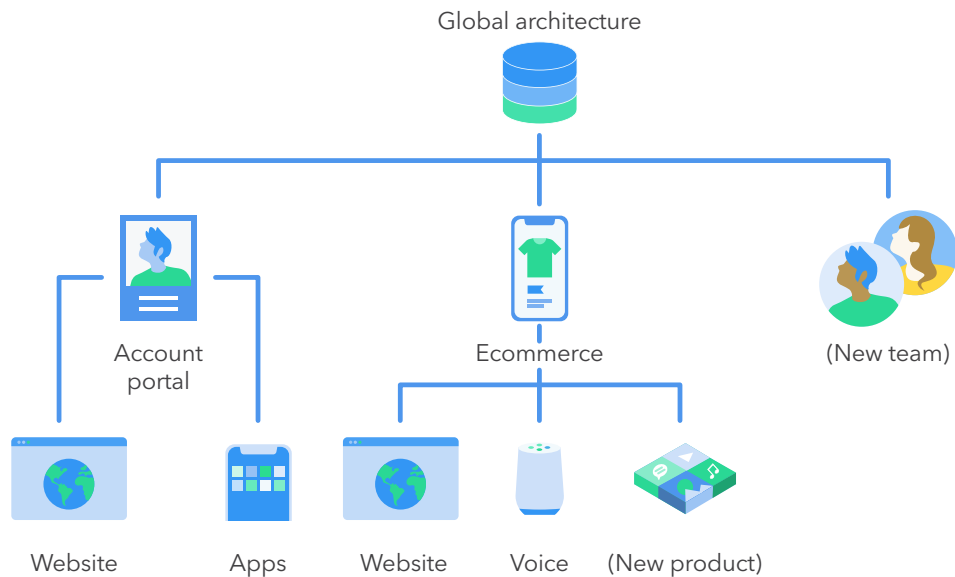 Global architecture
Account
portal
Ecommerce
(New team)
Website
Apps
Website
Voice
(New product)